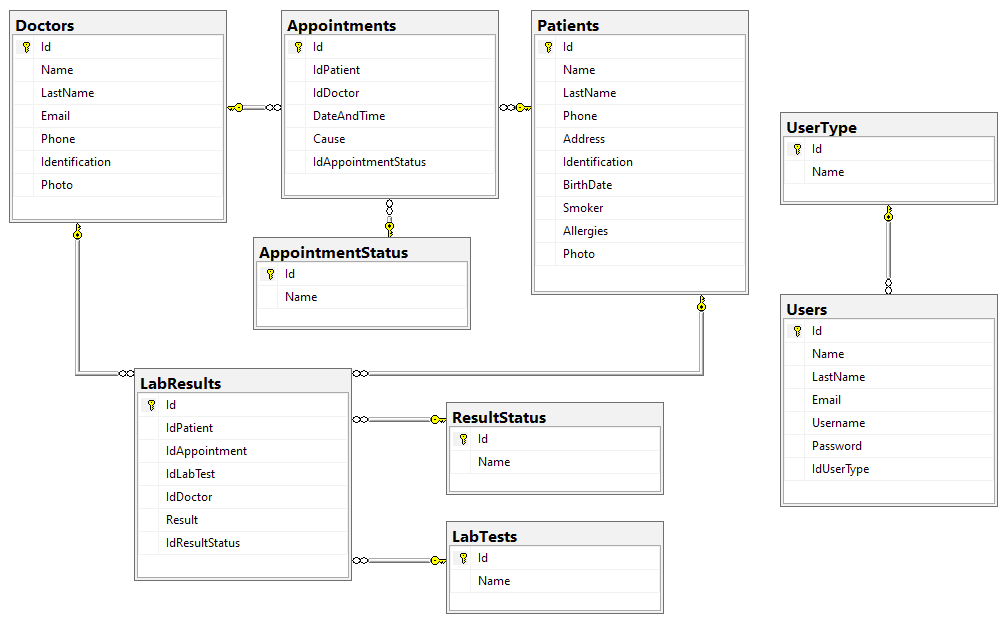 Doctors
Id
Name
LastName
Email
Phone
Identification
Photo
Appointments
Id
IdPatient
IdDoctor
DateAndTime
Cause
IdAppointmentStatus
Patients
Id
Name
LastName
Phone
Address
Identification
BirthDate
Smoker
Allergies
Photo
UserType
Id
Name
AppointmentStatus
Id
Name
Users
Id
Name
LastName
Email
Username
Password
IdUserType
LabResults
Id
IdPatient
IdAppointment
IdLabTest
IdDoctor
Result
IdResultStatus
ResultStatus
Id
Name
LabTests
Id
Name